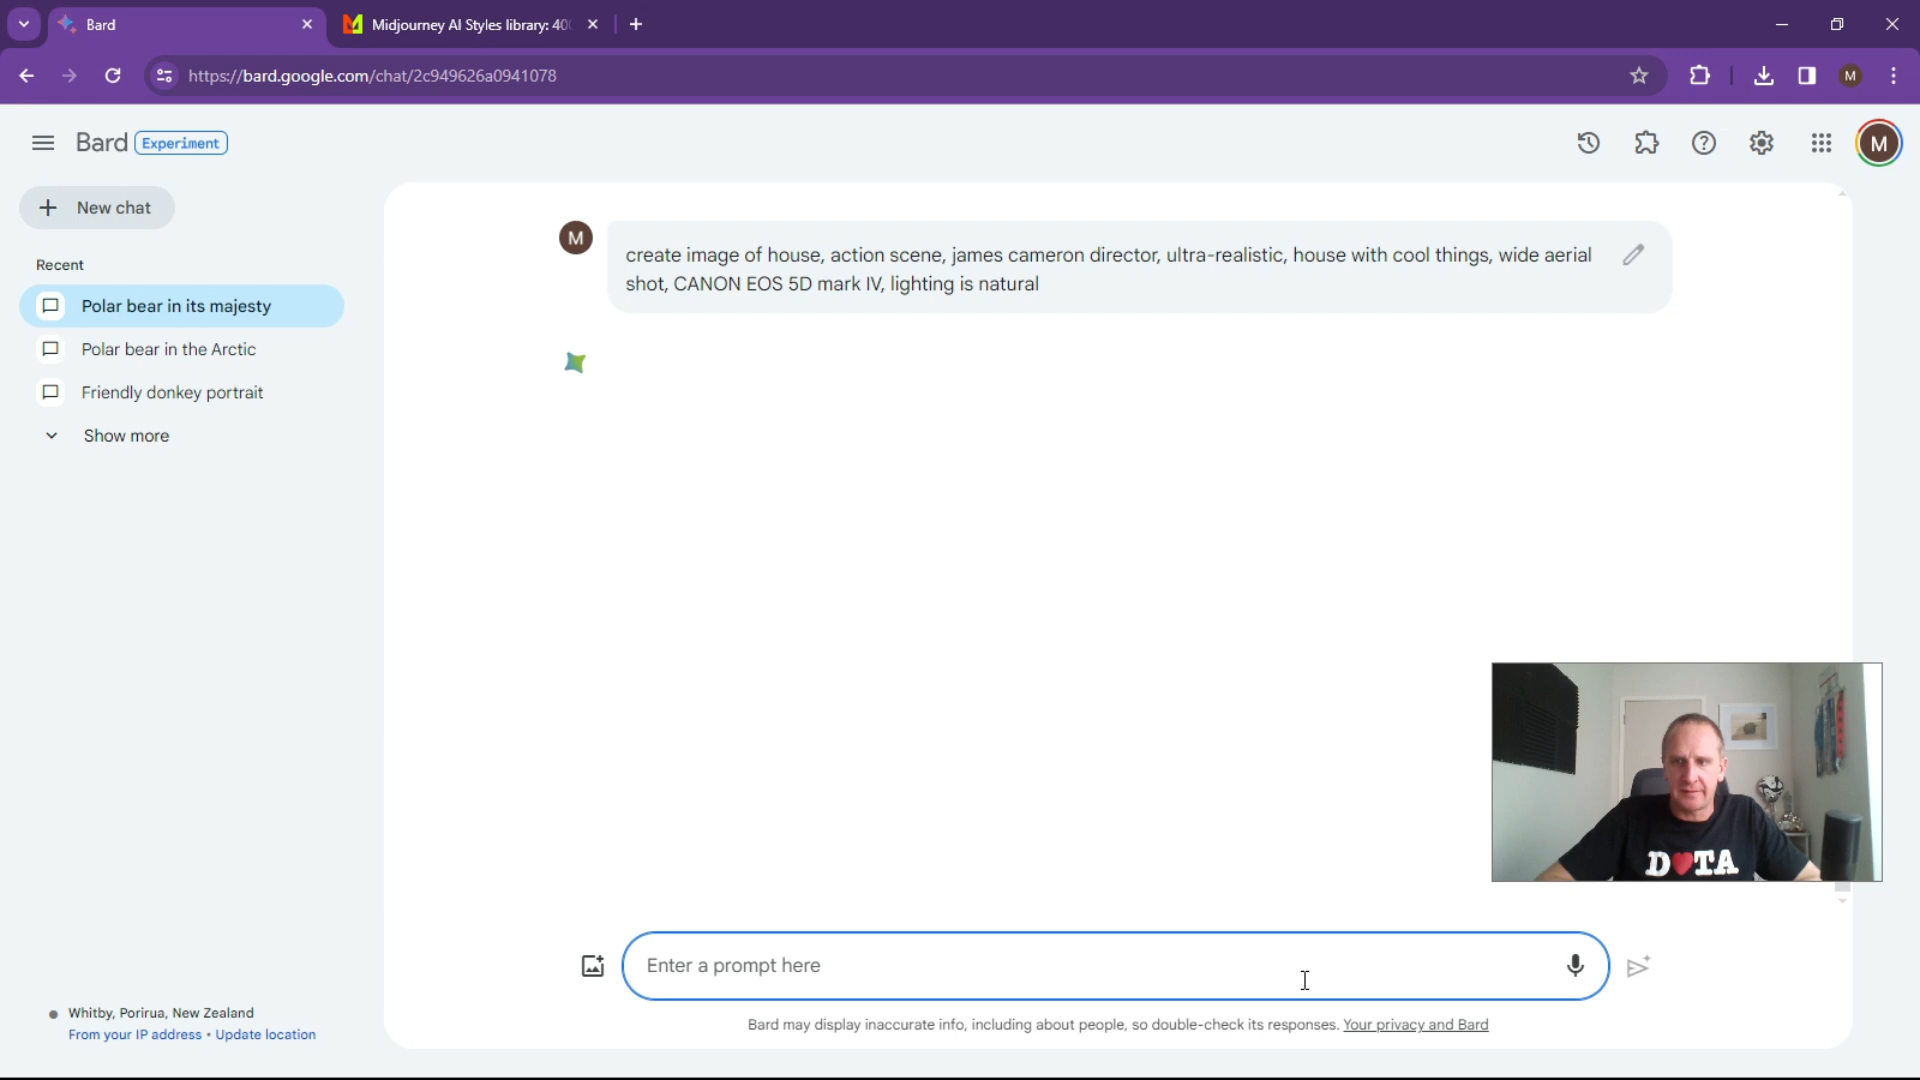 Bard
Midjourney AI Styles library: 40
https://bard.google.com/chat/2c949626a0941078
M
Bard Experiment
M
New chat
Recent
Polar bear in its majesty
Polar bear in the Arctic
Friendly donkey portrait
Show more
M
create image of house, action scene, james cameron director, ultra-realistic, house with cool things, wide aerial
shot, CANON EOS 5D mark IV, lighting is natural
D❤TA
Enter a prompt here
Bard may display inaccurate info, including about people, so double-check its responses. Your privacy and Bard
Whitby, Porirua, New Zealand
From your IP address • Update location